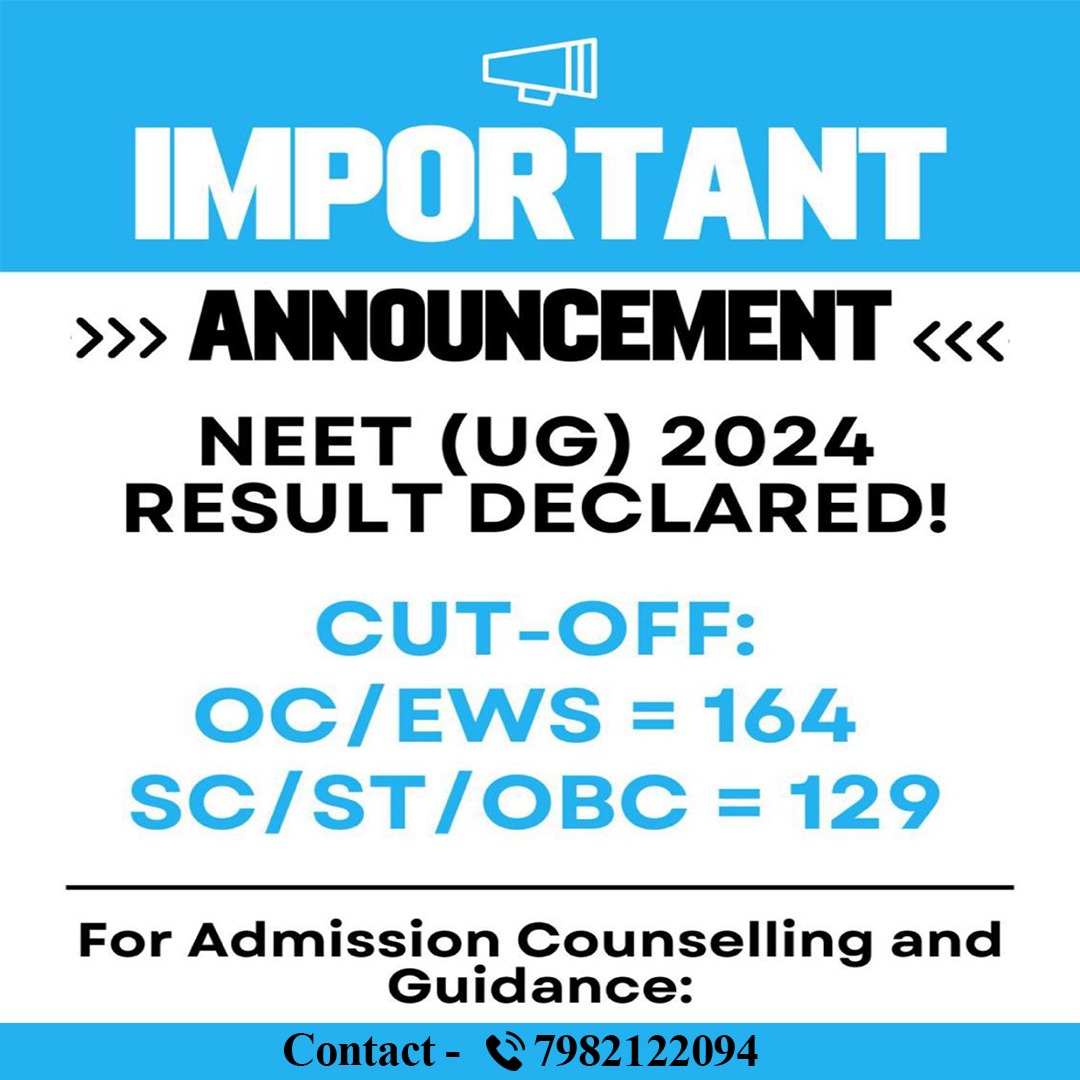 IMPORTANT
>>> ANNOUNCEMENT <<<
NEET (UG) 2024
RESULT DECLARED!
CUT-OFF:
OC/EWS = 164
SC/ST/OBC = 129
For Admission Counselling and
Guidance:
Contact - 7982122094